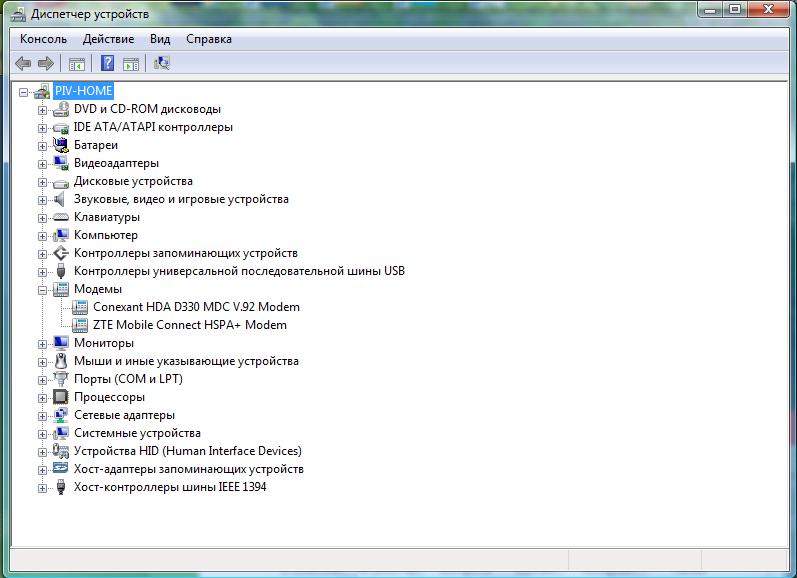 Диспетчер устройств
Консоль Действие Вид Справка
PIV-HOME
DVD и CD-ROM дисководы
IDE ATA/ATAPI контроллеры
Батареи
Видеоадаптеры
Дисковые устройства
Звуковые, видео и игровые устройства
Клавиатуры
Компьютер
Контроллеры запоминающих устройств
Контроллеры универсальной последовательной шины USB
Модемы
Conexant HDA D330 MDC V.92 Modem
ZTE Mobile Connect HSPA+ Modem
Мониторы
Мыши и иные указывающие устройства
Порты (COM и LPT)
Процессоры
Сетевые адаптеры
Системные устройства
Устройства HID (Human Interface Devices)
Хост-адаптеры запоминающих устройств
Хост-контроллеры шины IEEE 1394